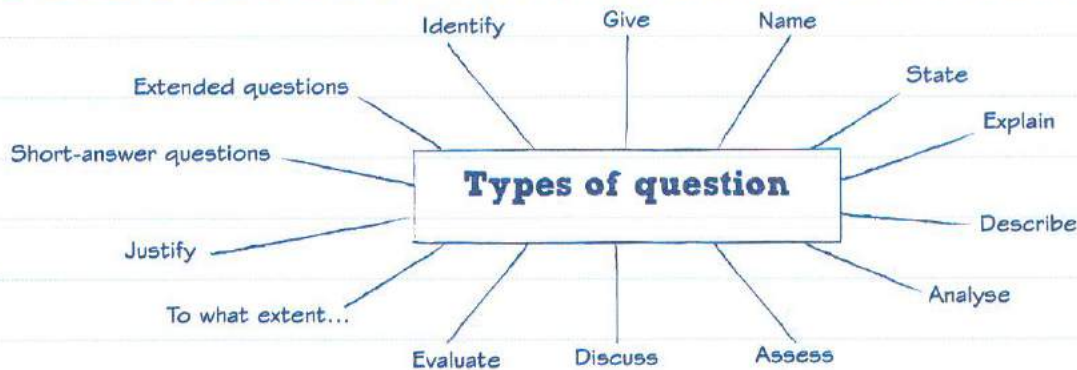 Identify
Give
Name
Extended questions
State
Short-answer questions
Explain
Types of question
Justify
Describe
To what extent...
Analyse
Evaluate
Discuss
Assess